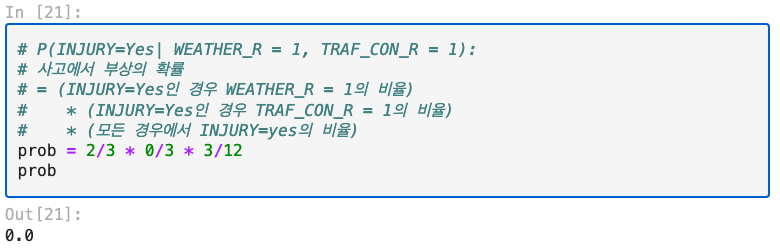 In [21]:
# P(INJURY=Yes| WEATHER_R = 1, TRAF_CON_R = 1):
# 사고에서 부상의 확률
# = (INJURY=Yes인 경우 WEATHER_R = 1의 비율)
#    * (INJURY=Yes인 경우 TRAF_CON_R = 1의 비율)
#    * (모든 경우에서 INJURY=yes의 비율)
prob = 2/3 * 0/3 * 3/12
prob
Out[21]:
0.0